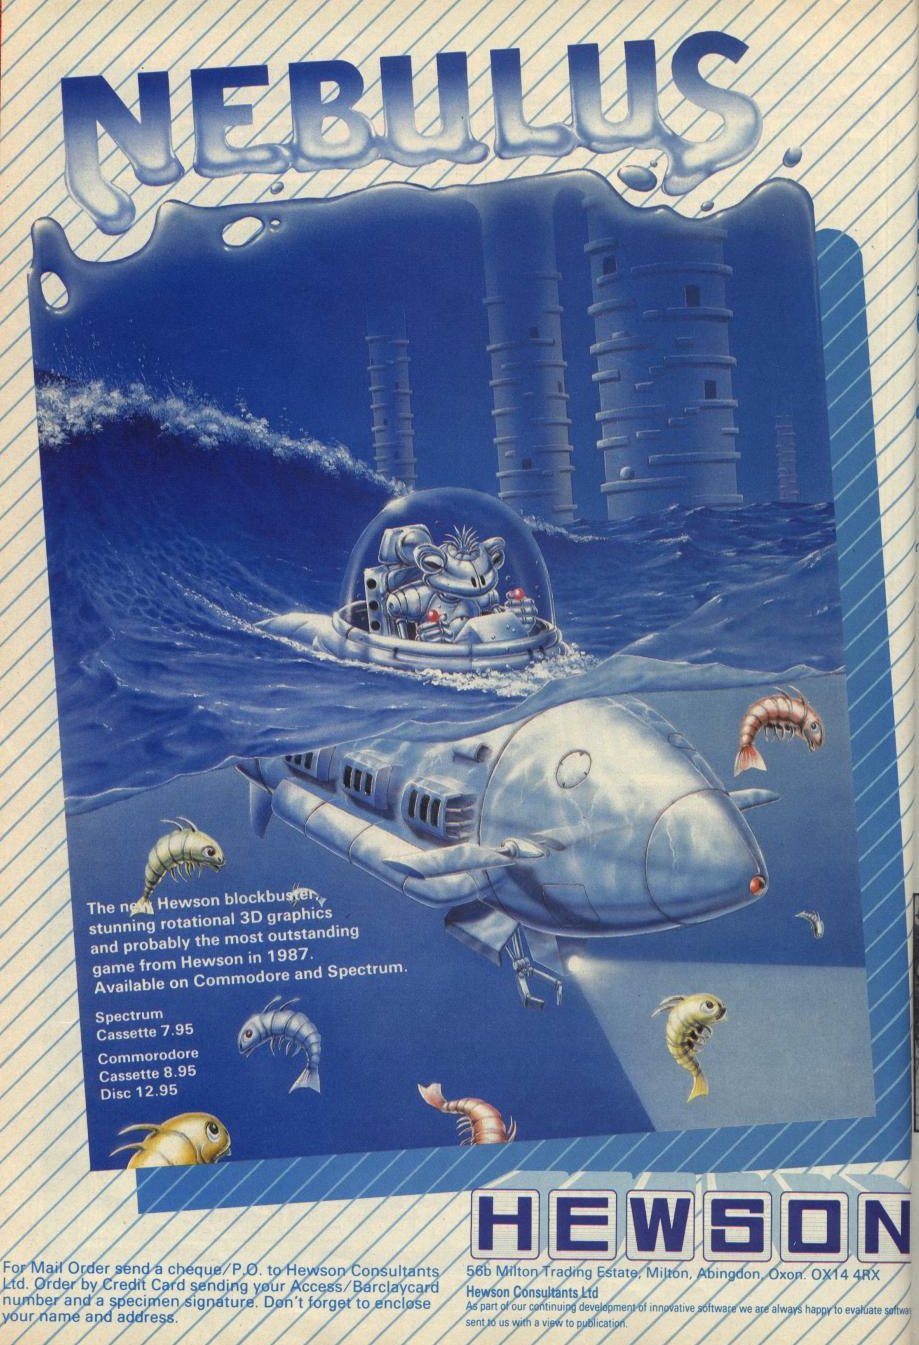 NEBULUS
The new Hewson blockbuster,
stunning rotational 3D graphics
and probably the most outstanding
game from Hewson in 1987.
Available on Commodore and Spectrum.
Spectrum
Cassette 7.95
Commorodore
Cassette 8.95
Disc 12.95
HEWSON
For Mail Order send a cheque/P.O. to Hewson Consultants
Ltd. Order by Credit Card sending your Access/Barclaycard
number and a specimen signature. Don't forget to enclose
your name and address.
56b Milton Trading Estate, Milton, Abingdon, Oxon. OX14 4RX
Hewson Consultants Ltd
As part of our continuing development of innovative software we are always happy to evaluate softwa
sent to us with a view to publication.